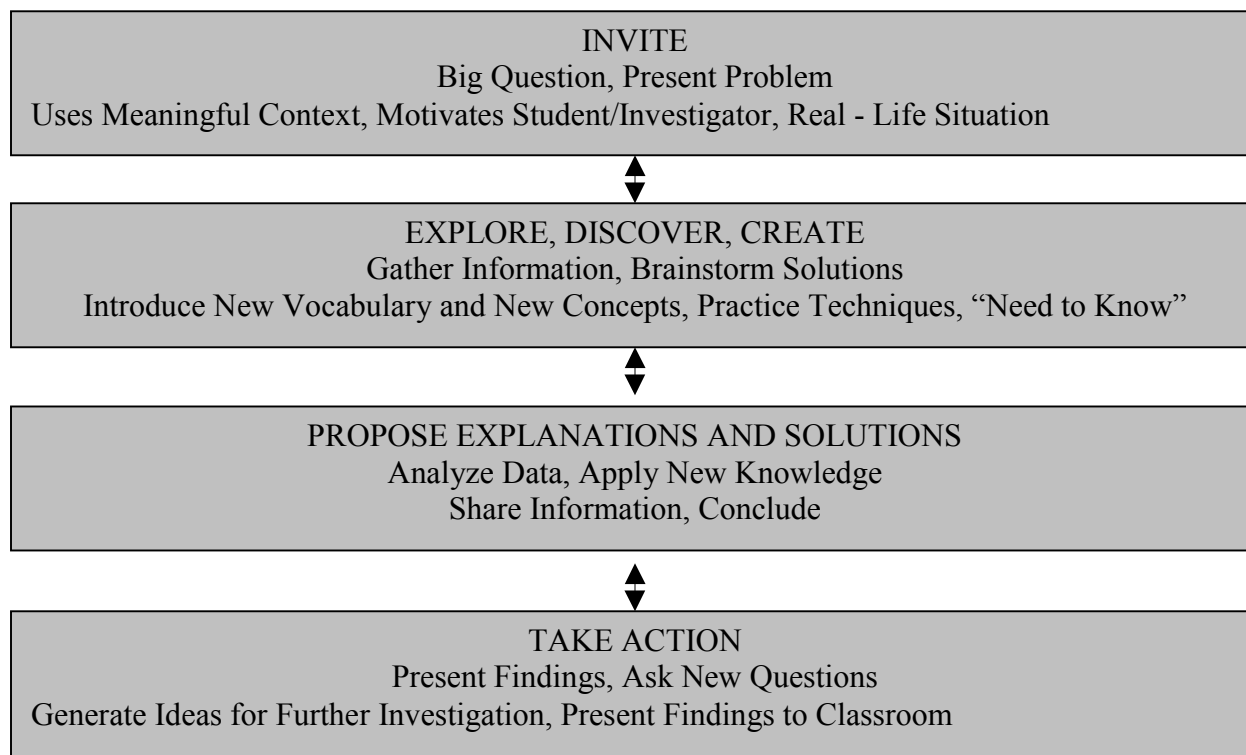 INVITE
Big Question, Present Problem
Uses Meaningful Context, Motivates Student/Investigator, Real - Life Situation
EXPLORE, DISCOVER, CREATE
Gather Information, Brainstorm Solutions
Introduce New Vocabulary and New Concepts, Practice Techniques, “Need to Know”
PROPOSE EXPLANATIONS AND SOLUTIONS
Analyze Data, Apply New Knowledge
Share Information, Conclude
TAKE ACTION
Present Findings, Ask New Questions
Generate Ideas for Further Investigation, Present Findings to Classroom